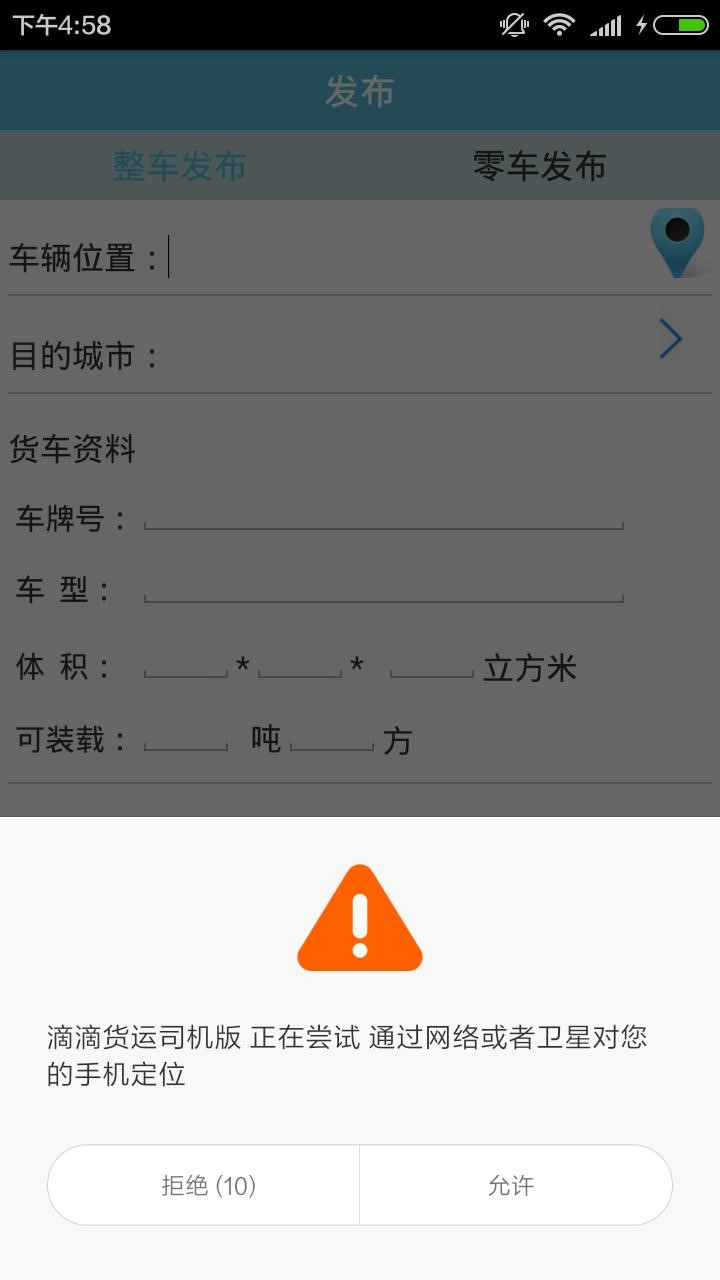 下午4:58
发布
整车发布 零车发布
车辆位置：
目的城市：
货车资料
车牌号：
车 型：
体 积： * * 立方米
可装载： 吨 方
滴滴货运司机版 正在尝试 通过网络或者卫星对您
的手机定位
拒绝 (10) 允许